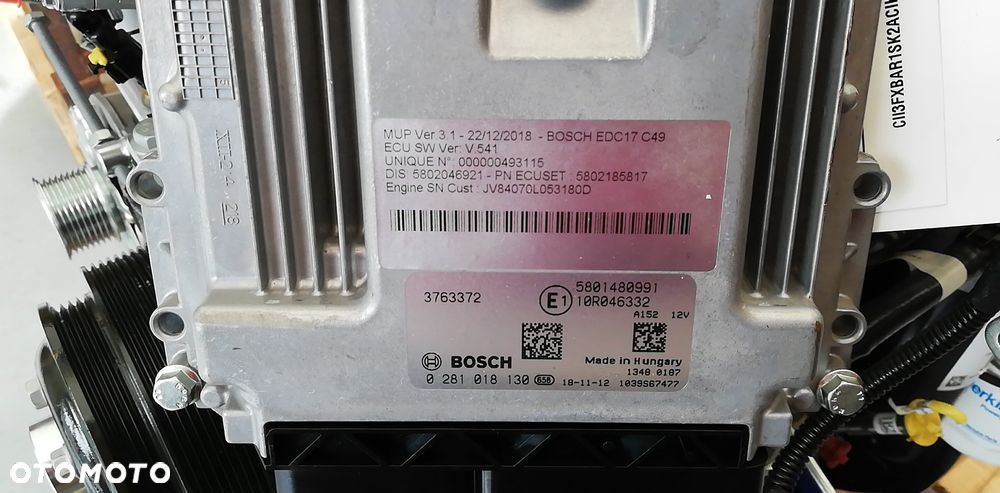 MUP Ver 3.1 - 22/12/2018 - BOSCH EDC17 C49
ECU SW Ver: V.541
UNIQUE N°: 000000493115
DIS: 5802046921 - PN ECUSET : 5802185817
Engine SN Cust : JV84070L053180D
3763372
E1
5801480991
10R046332
A152 12V
BOSCH
Made in Hungary
1348 0187
0 281 018 130 658 18-11-12 1039S67477
CII3FXBAR1SK2ACI
OTOMOTO